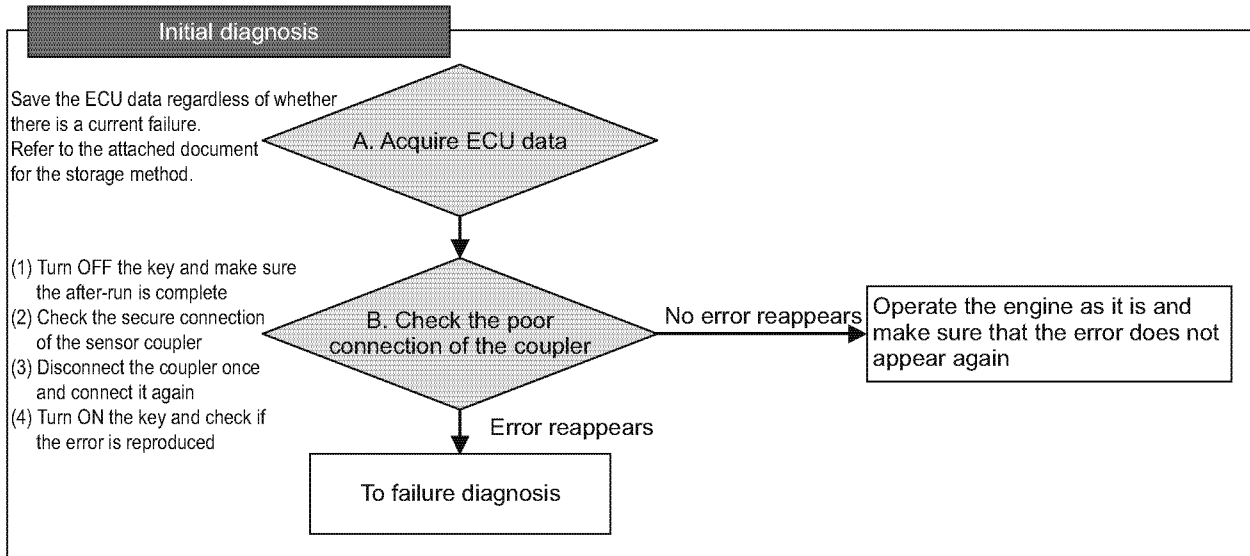 Initial diagnosis
Save the ECU data regardless of whether
there is a current failure.
Refer to the attached document
for the storage method.
A. Acquire ECU data
(1) Turn OFF the key and make sure
the after-run is complete
(2) Check the secure connection
of the sensor coupler
(3) Disconnect the coupler once
and connect it again
(4) Turn ON the key and check if
the error is reproduced
B. Check the poor
connection of the coupler
No error reappears
Operate the engine as it is and
make sure that the error does not
appear again
Error reappears
To failure diagnosis